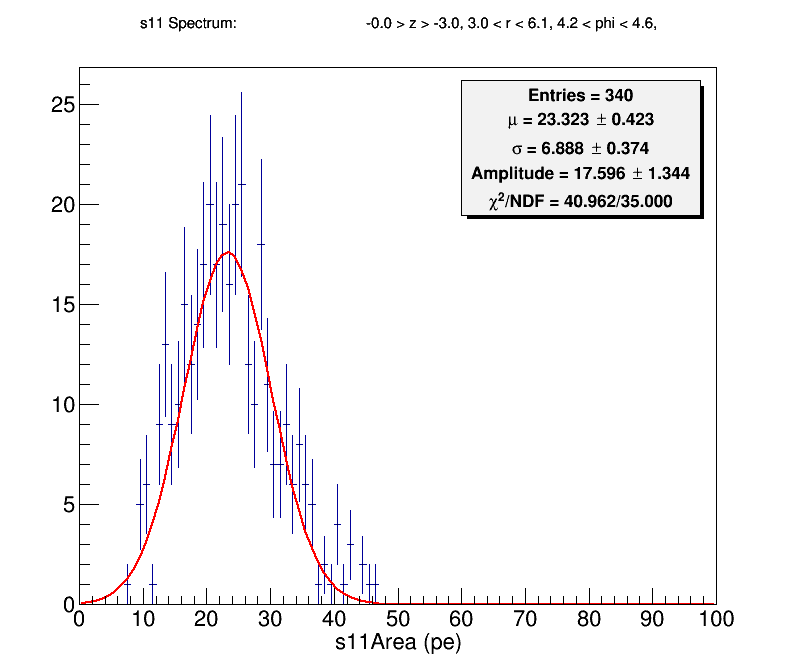 s11 Spectrum: -0.0 > z > -3.0, 3.0 < r < 6.1, 4.2 < phi < 4.6,
Entries = 340
μ = 23.323 ± 0.423
σ = 6.888 ± 0.374
Amplitude = 17.596 ± 1.344
χ²/NDF = 40.962/35.000
25
20
15
10
5
0
0 10 20 30 40 50 60 70 80 90 100
s11Area (pe)